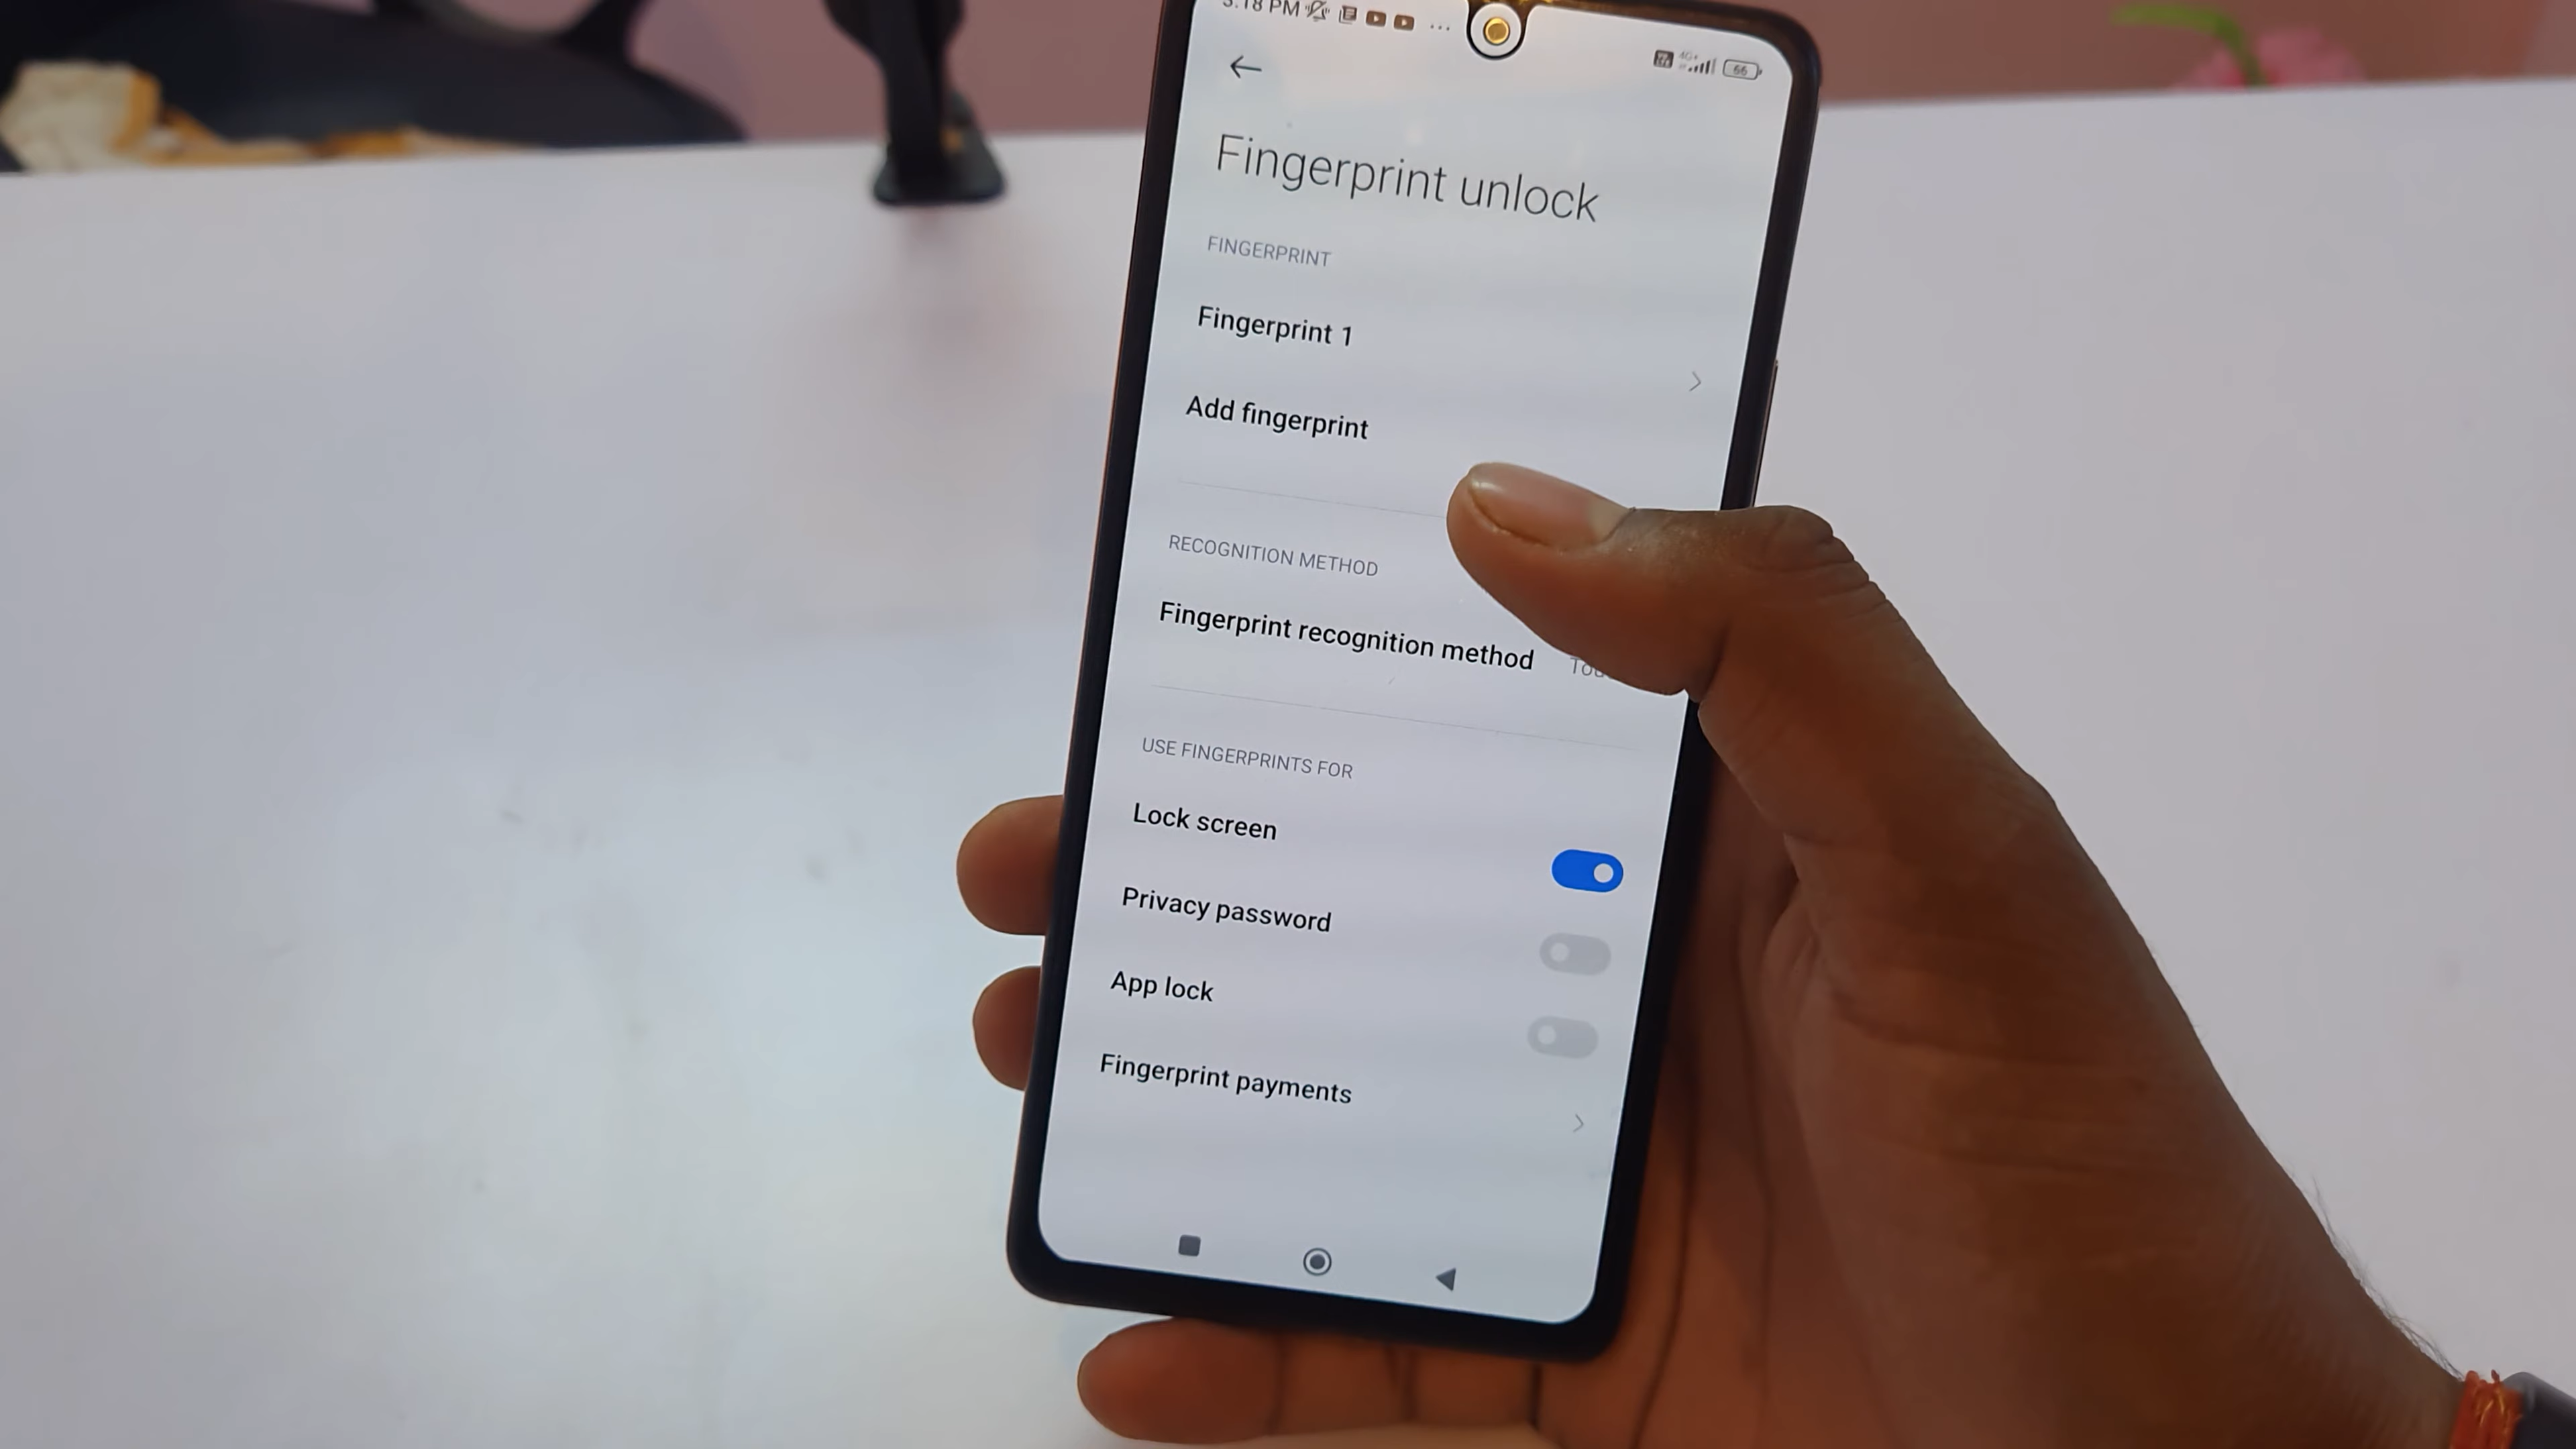 66
Fingerprint unlock
FINGERPRINT
Fingerprint 1
Add fingerprint
RECOGNITION METHOD
Fingerprint recognition method
USE FINGERPRINTS FOR
Lock screen
Privacy password
App lock
Fingerprint payments